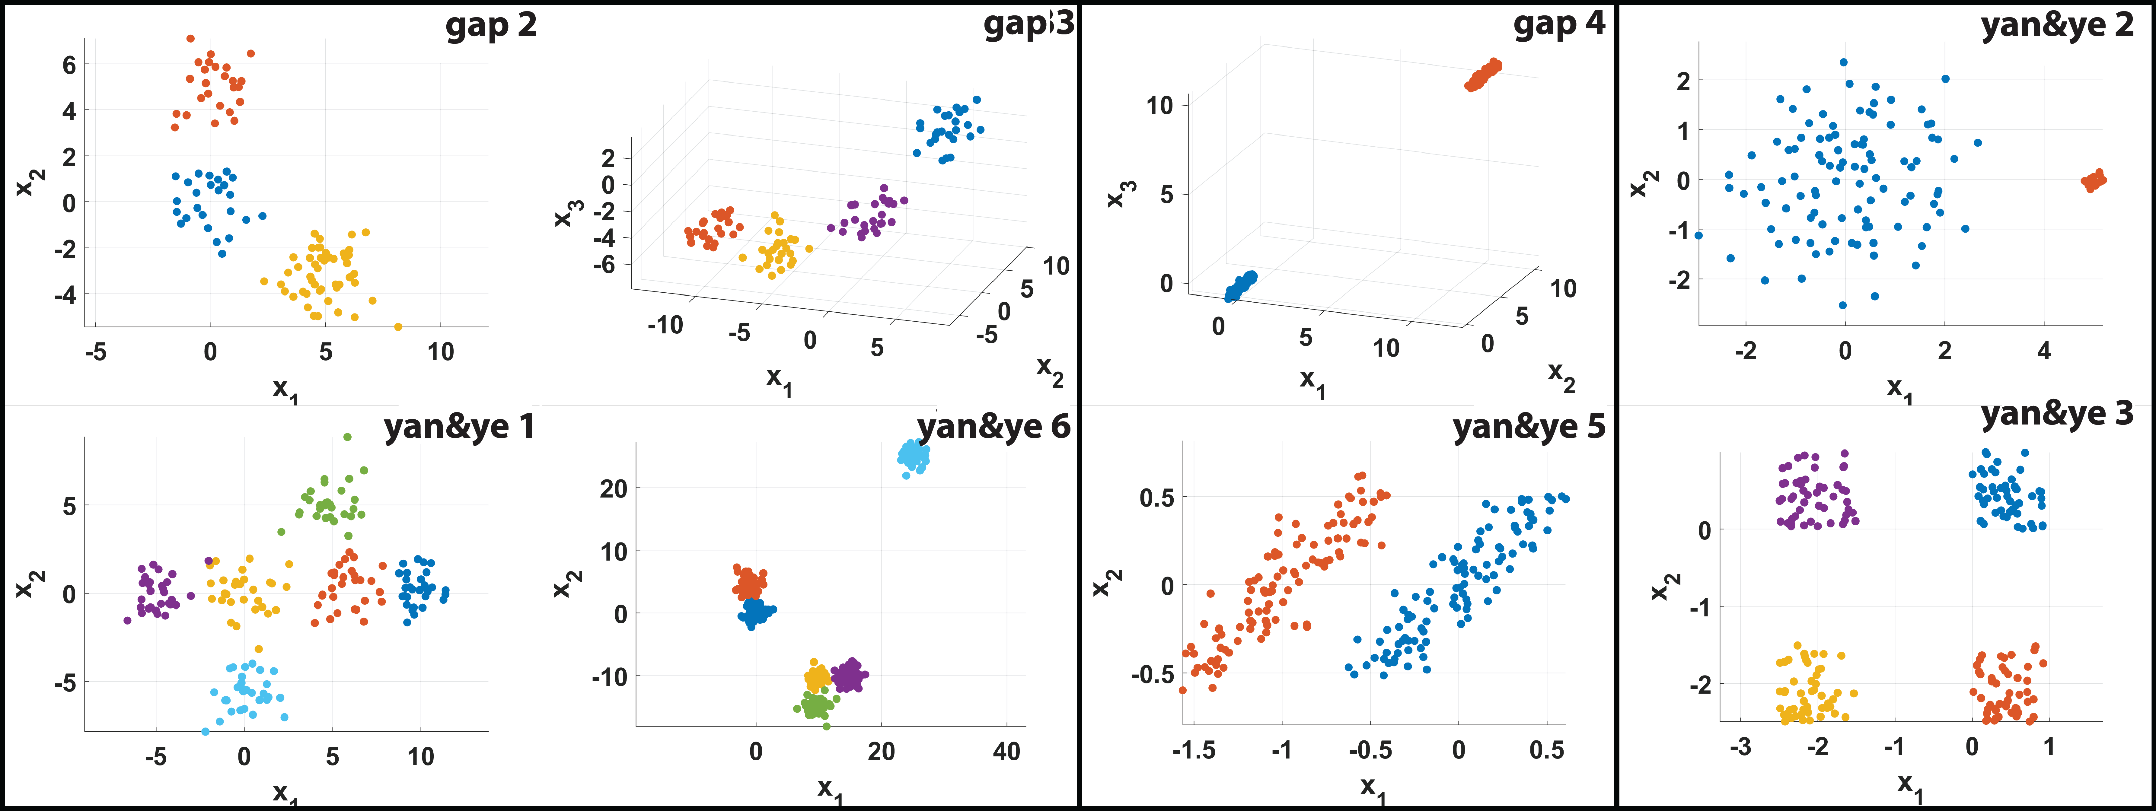 gap 2
6
4
2
0
-2
-4
x2
-5 0 5 10
x1
gap 3
2
0
-2
-4
-6
x3
-10 -5 0 5
x1
10
5
0
-5
x2
gap 4
10
5
0
x3
0 5 10
x1
10
5
0
x2
yan&ye 2
2
1
0
-1
-2
x2
-2 0 2 4
x1
yan&ye 1
5
0
-5
x2
-5 0 5 10
x1
yan&ye 6
20
10
0
-10
x2
0 20 40
x1
yan&ye 5
0.5
0
-0.5
x2
-1.5 -1 -0.5 0 0.5
x1
yan&ye 3
0
-1
-2
x2
-3 -2 -1 0 1
x1